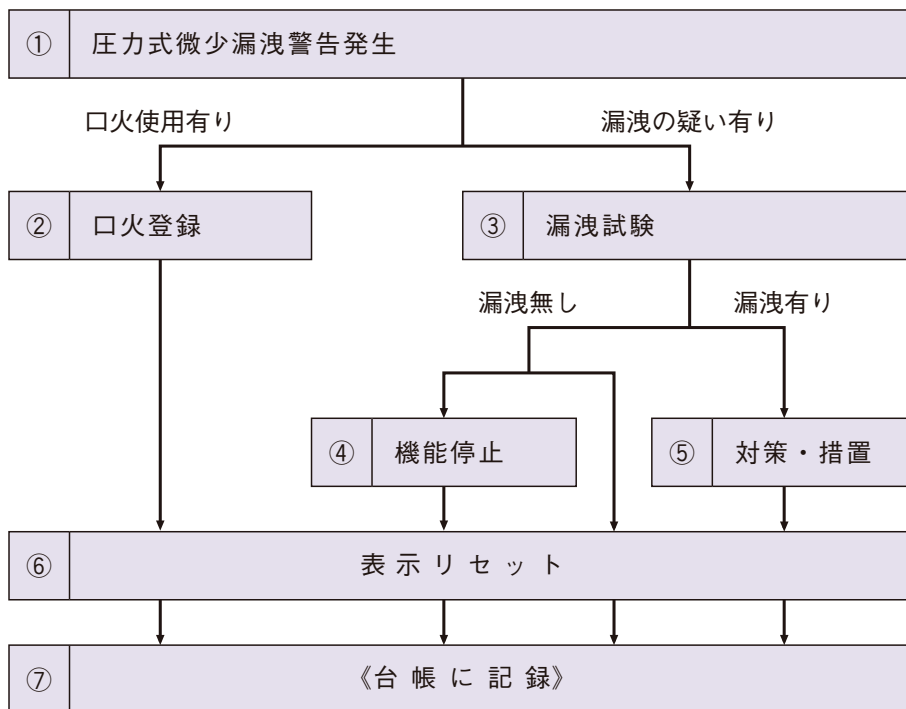 ① 圧力式微少漏洩警告発生
口火使用有り 漏洩の疑い有り
② 口火登録 ③ 漏洩試験
漏洩無し 漏洩有り
④ 機能停止 ⑤ 対策・措置
⑥ 表示リセット
⑦ 《台帳に記録》